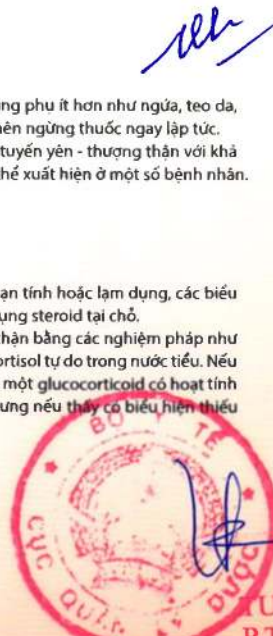 ng phụ ít hơn như ngứa, teo da,
nên ngừng thuốc ngay lập tức.
tuyến yên - thượng thận với khả
thể xuất hiện ở một số bệnh nhân.
ạn tính hoặc lạm dụng, các biểu
ụng steroid tại chỗ.
hận bằng các nghiệm pháp như
ortisol tự do trong nước tiểu. Nếu
một glucocorticoid có hoạt tính
ưng nếu thấy có biểu hiện thiếu
BỘ Y TẾ
CỤC QUẢN DƯỢC
TU